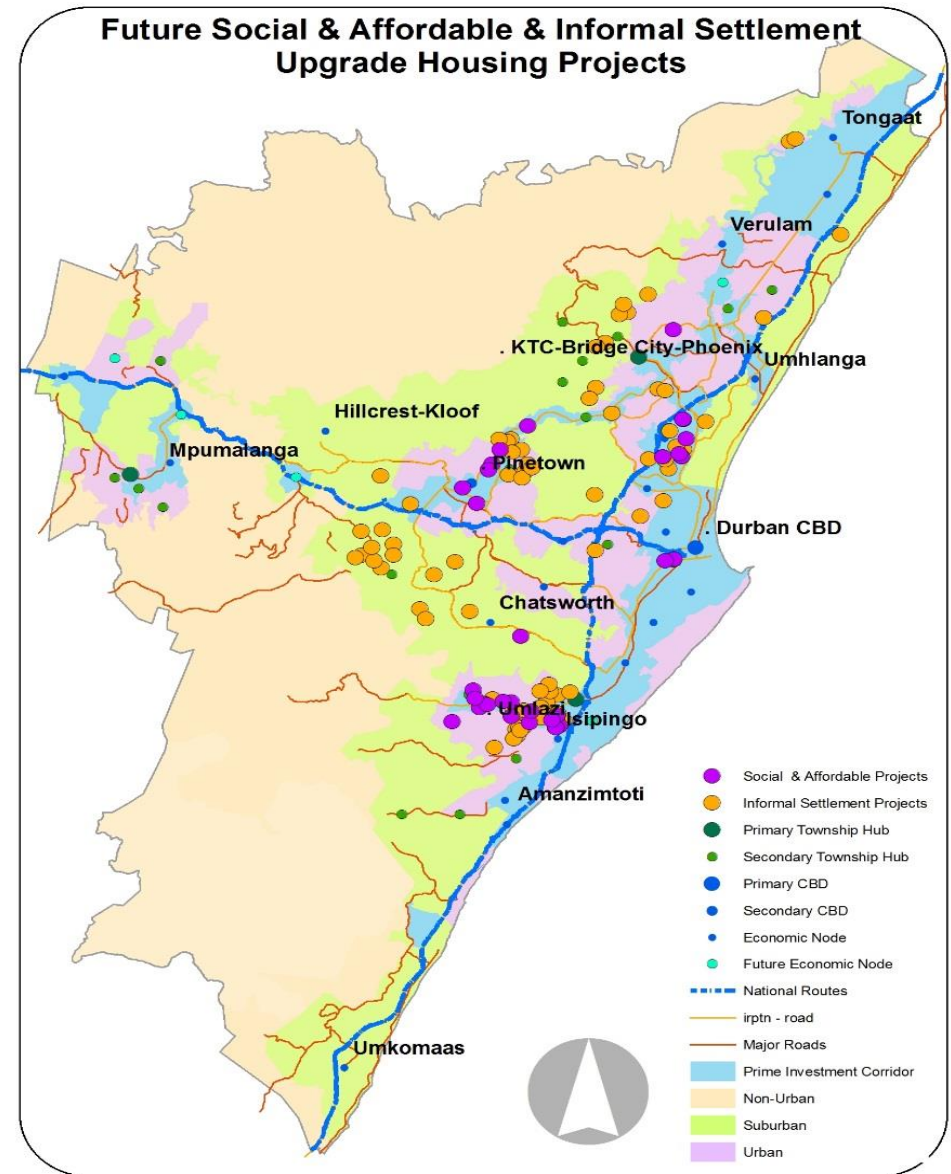 Future Social & Affordable & Informal Settlement
Upgrade Housing Projects
Tongaat
Verulam
. KTC-Bridge City-Phoenix
Umhlanga
Hillcrest-Kloof
Mpumalanga
. Pinetown
. Durban CBD
Chatsworth
. Umlazi
Isipingo
Amanzimtoti
Umkomaas
Social & Affordable Projects
Informal Settlement Projects
Primary Township Hub
Secondary Township Hub
Primary CBD
Secondary CBD
Economic Node
Future Economic Node
National Routes
irptn - road
Major Roads
Prime Investment Corridor
Non-Urban
Suburban
Urban